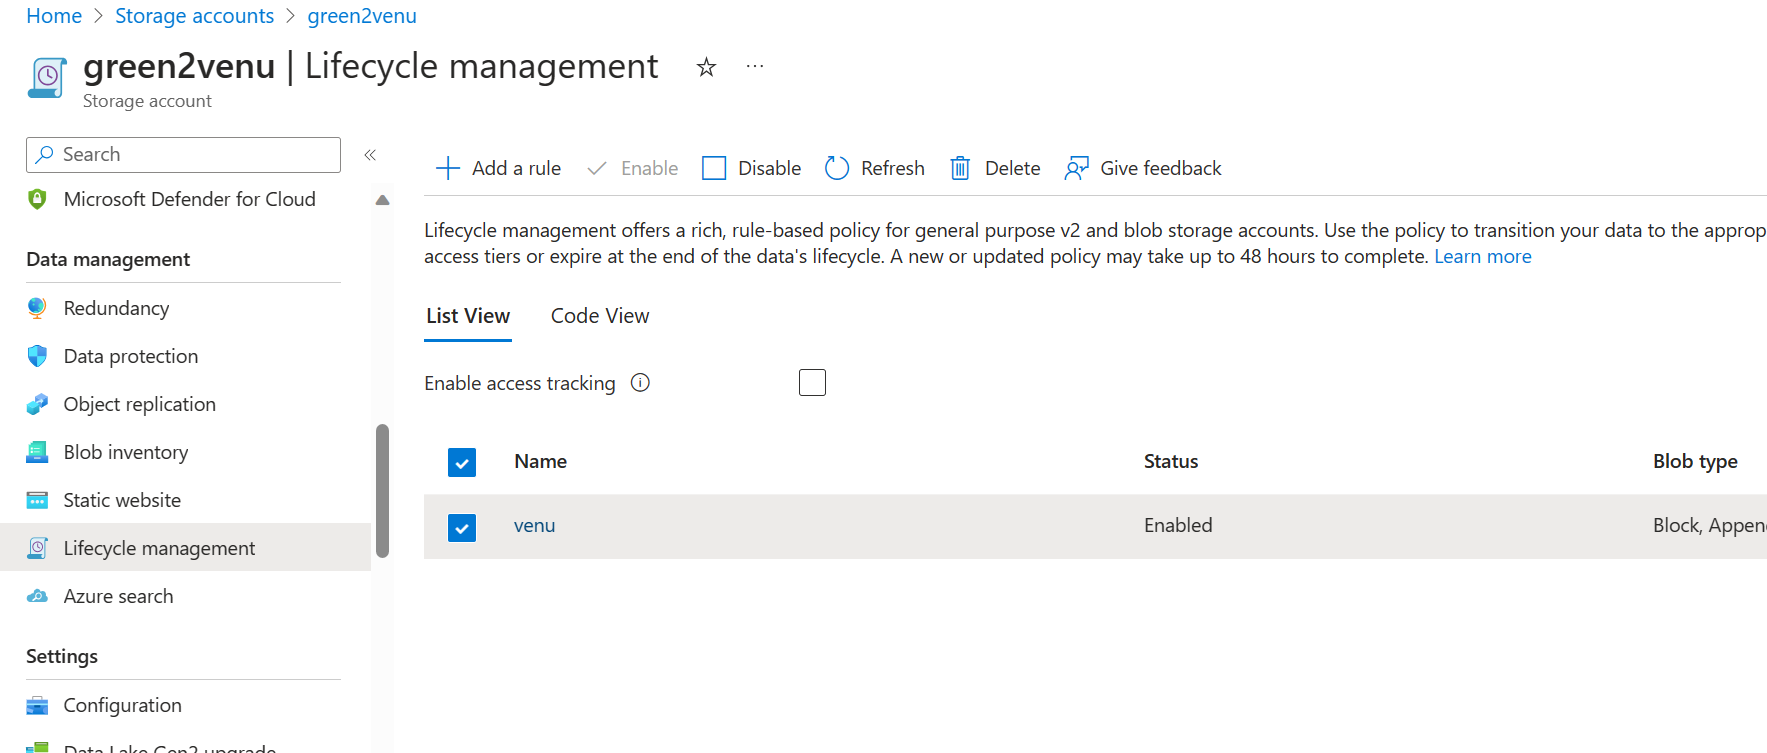 Home > Storage accounts > green2venu
green2venu | Lifecycle management
Storage account
Search
Microsoft Defender for Cloud
Data management
Redundancy
Data protection
Object replication
Blob inventory
Static website
Lifecycle management
Azure search
Settings
Configuration
Data Lake Gen2 upgrade
Add a rule Enable Disable Refresh Delete Give feedback
Lifecycle management offers a rich, rule-based policy for general purpose v2 and blob storage accounts. Use the policy to transition your data to the approp
access tiers or expire at the end of the data's lifecycle. A new or updated policy may take up to 48 hours to complete. Learn more
List View Code View
Enable access tracking
Name Status Blob type
venu Enabled Block, Appen